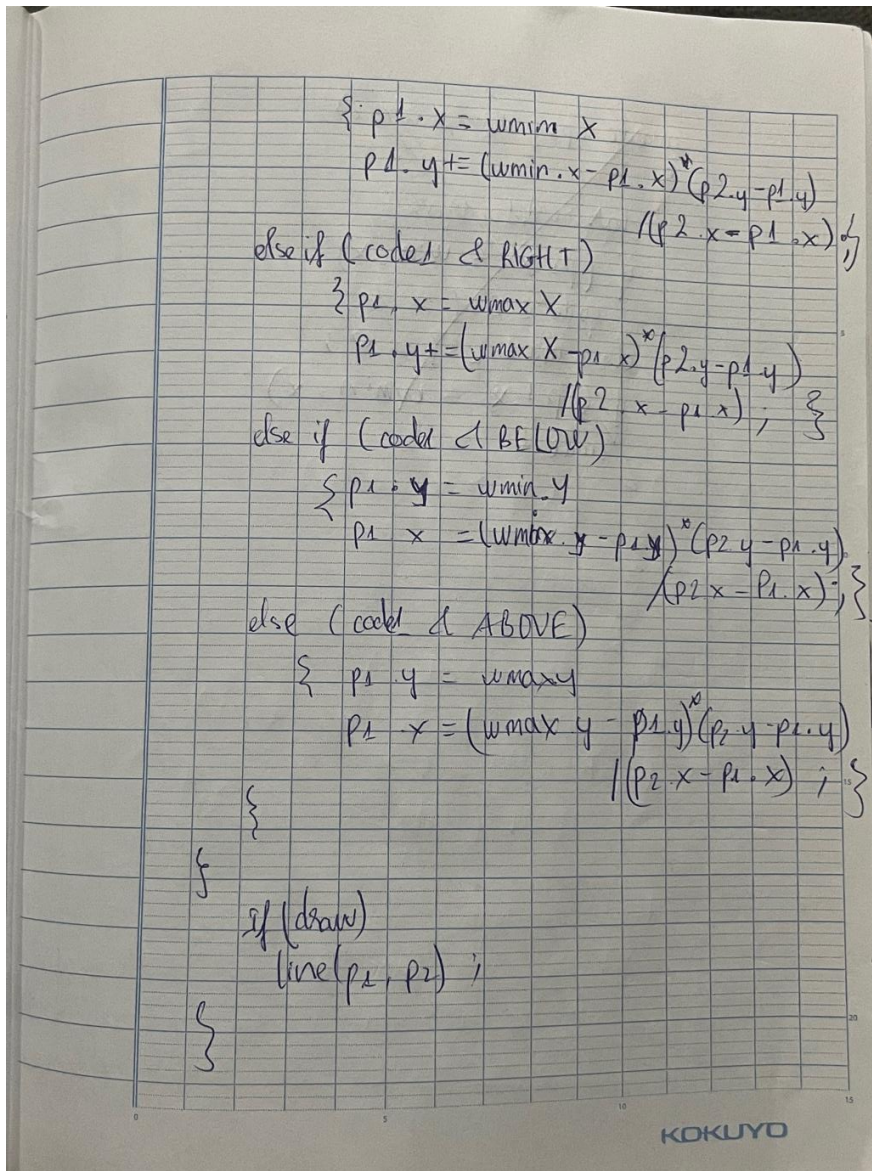 { p1.x = wmin X
p1.y += (wmin.x - p1.x)*(p2.y - p1.y)
/(p2.x - p1.x);}
else if (code1 & RIGHT)
{ p1.x = wmax X
p1.y += (wmax X - p1 x)*(p2.y - p1.y)
/(p2 x - p1 x); }
else if (code1 & BELOW)
{ p1.y = wmin.y
p1 x = (wmin.y - p1 y)*(p2 y - p1.y)
/(p2 x - P1.x);}
else (code1 & ABOVE)
{ p1.y = wmaxy
p1 .x = (wmax y - p1.y)*(p2.y - p1.y)
/(p2.x - p1.x) ; }
}
}
if (draw)
line(p1, p2) ;
}
5
15
20
0
5
10
15
KOKUYO